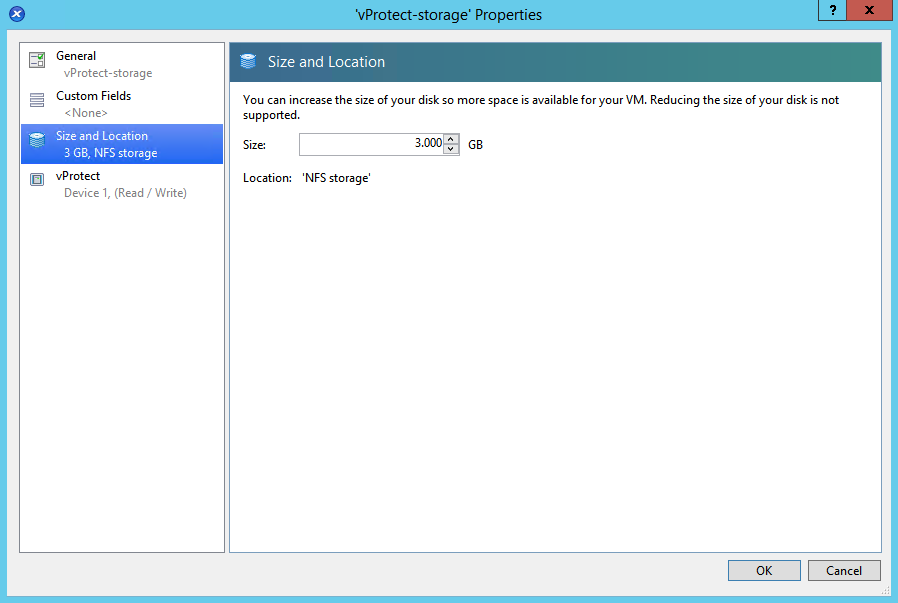 'vProtect-storage' Properties
?
x
General
vProtect-storage
Custom Fields
<None>
Size and Location
3 GB, NFS storage
vProtect
Device 1, (Read / Write)
Size and Location
You can increase the size of your disk so more space is available for your VM. Reducing the size of your disk is not
supported.
Size: 3.000 GB
Location: 'NFS storage'
OK Cancel